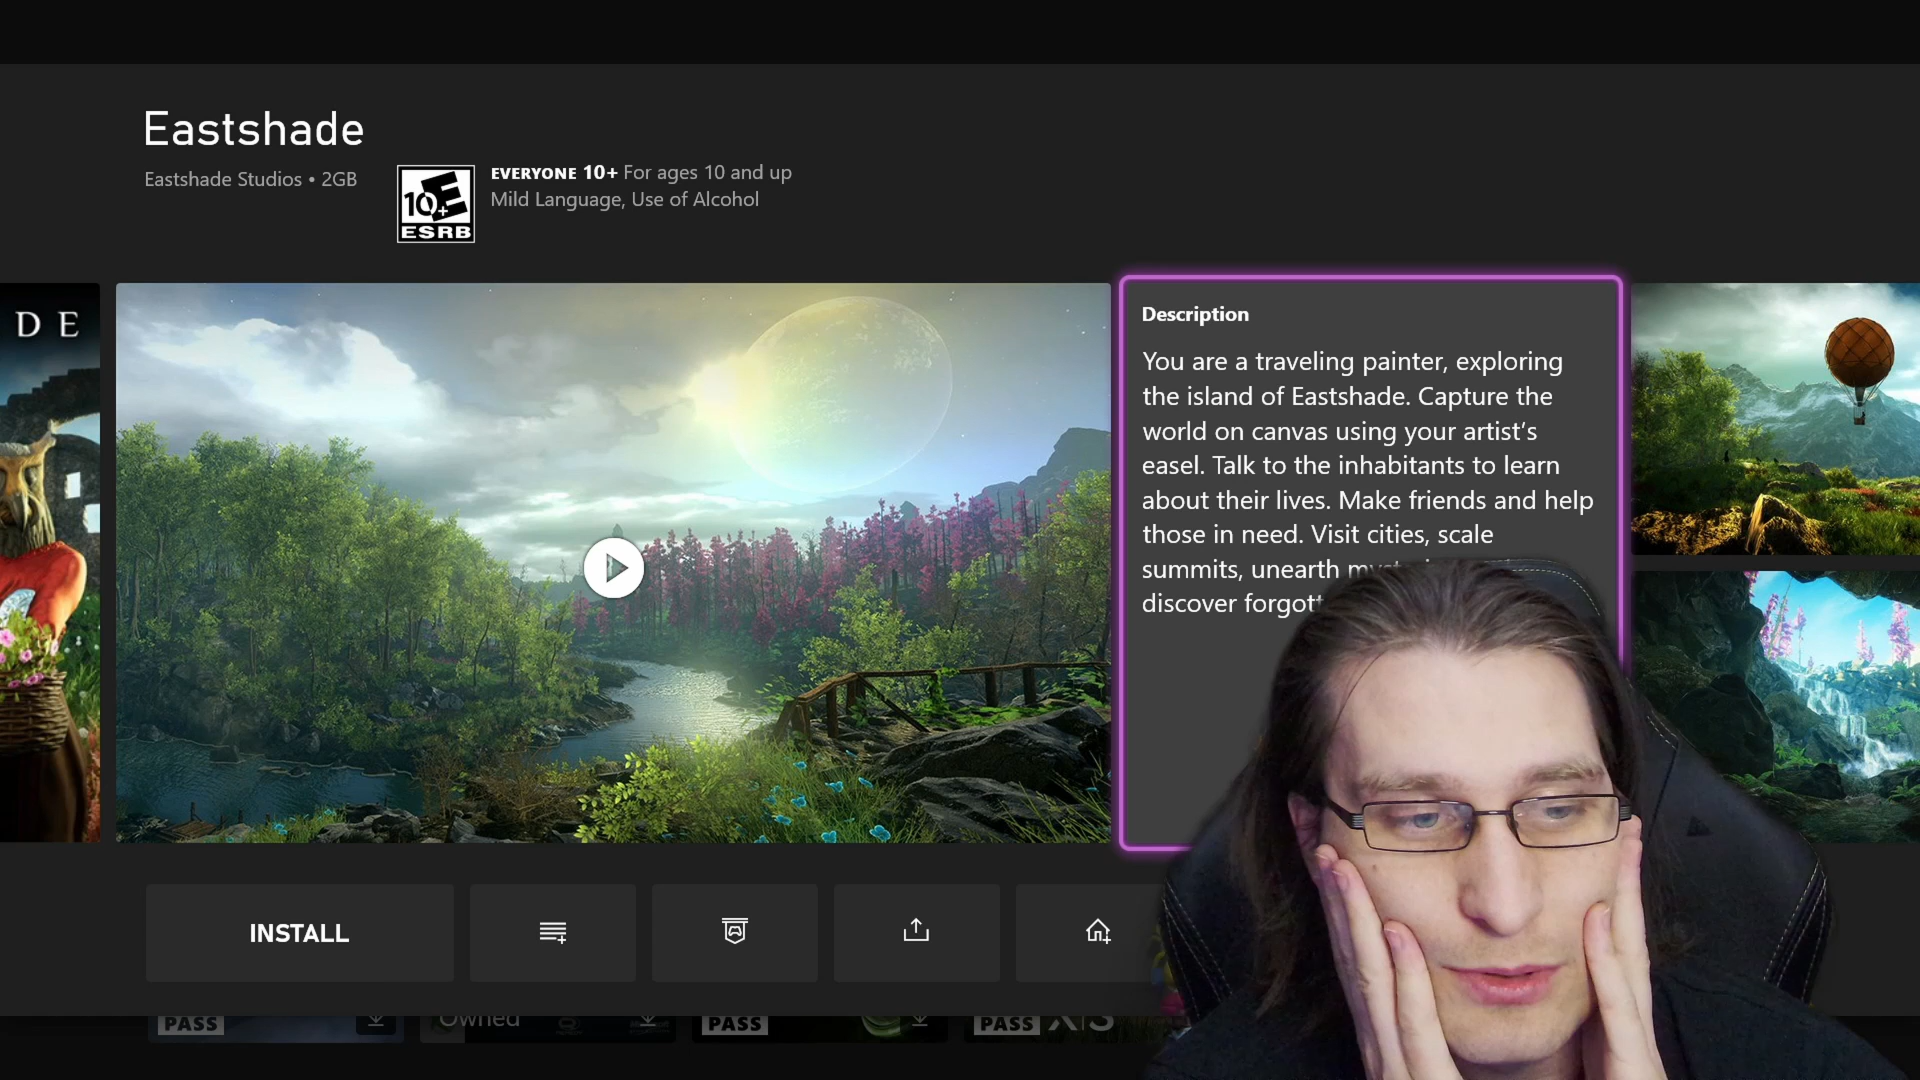 Eastshade
Eastshade Studios • 2GB
10+ E
ESRB
EVERYONE 10+ For ages 10 and up
Mild Language, Use of Alcohol
D E
Description
You are a traveling painter, exploring
the island of Eastshade. Capture the
world on canvas using your artist's
easel. Talk to the inhabitants to learn
about their lives. Make friends and help
those in need. Visit cities, scale
summits, unearth
discover
INSTALL
PASS
Owned
PASS
PASS X|S